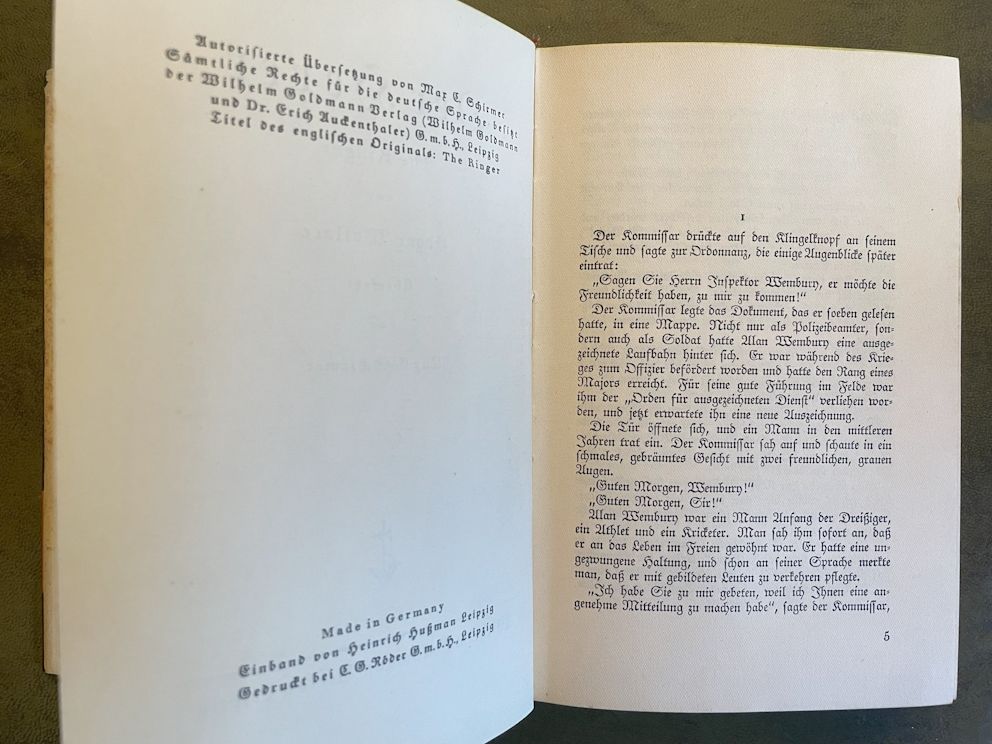 Autorisierte Übersetzung von Max C. Schirmer
Sämtliche Rechte für die deutsche Sprache besitzt
der Wilhelm Goldmann Verlag (Wilhelm Goldmann
und Dr. Erich Auckenthaler) G.m.b.H., Leipzig
Titel des englischen Originals: The Ringer
Made in Germany
Einband von Heinrich Hußman Leipzig
Gedruckt bei C. G. Röder G.m.b.H., Leipzig
I
Der Kommissar drückte auf den Klingelknopf an seinem
Tische und sagte zur Ordonnanz, die einige Augenblicke später
eintrat:
„Sagen Sie Herrn Inspektor Wembury, er möchte die
Freundlichkeit haben, zu mir zu kommen!“
Der Kommissar legte das Dokument, das er soeben gelesen
hatte, in eine Mappe. Nicht nur als Polizeibeamter, son-
dern auch als Soldat hatte Alan Wembury eine ausge-
zeichnete Laufbahn hinter sich. Er war während des Krie-
ges zum Offizier befördert worden und hatte den Rang eines
Majors erreicht. Für seine gute Führung im Felde war
ihm der „Orden für ausgezeichneten Dienst“ verliehen wor-
den, und jetzt erwartete ihn eine neue Auszeichnung.
Die Tür öffnete sich, und ein Mann in den mittleren
Jahren trat ein. Der Kommissar sah auf und schaute in ein
schmales, gebräuntes Gesicht mit zwei freundlichen, grauen
Augen.
„Guten Morgen, Wembury!“
„Guten Morgen, Sir!“
Alan Wembury war ein Mann Anfang der Dreißiger,
ein Athlet und ein Kricketer. Man sah ihm sofort an, daß
er an das Leben im Freien gewöhnt war. Er hatte eine un-
gezwungene Haltung, und schon an seiner Sprache merkte
man, daß er mit gebildeten Leuten zu verkehren pflegte.
„Ich habe Sie zu mir gebeten, weil ich Ihnen eine an-
genehme Mitteilung zu machen habe“, sagte der Kommissar,
5